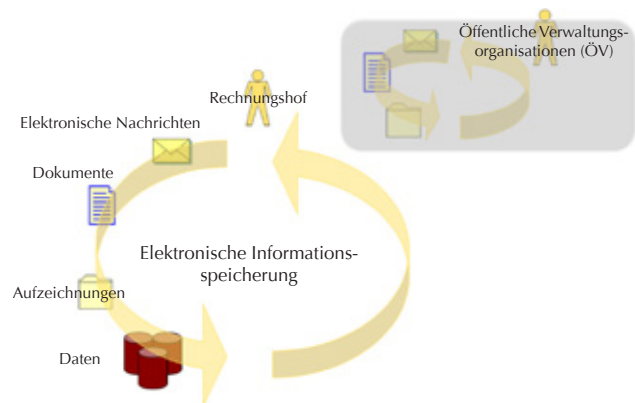 Öffentliche Verwaltungs-
organisationen (ÖV)
Rechnungshof
Elektronische Nachrichten
Dokumente
Elektronische Informations-
speicherung
Aufzeichnungen
Daten